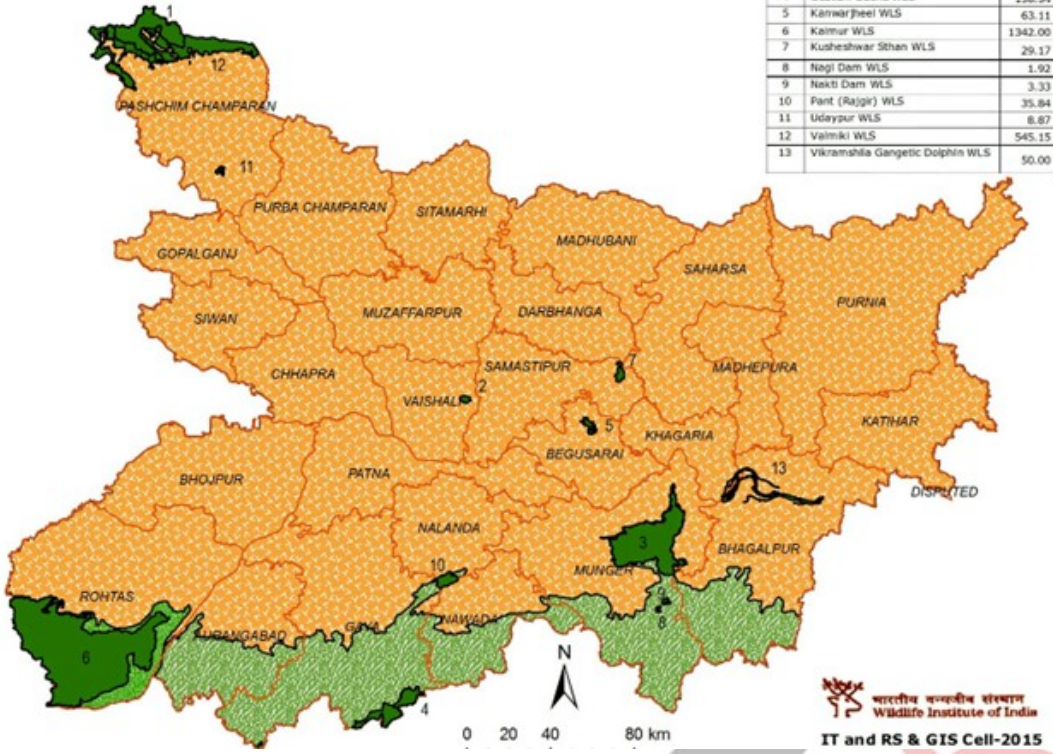 5 Kanwarjheel WLS 63.11
6 Kaimur WLS 1342.00
7 Kusheshwar Sthan WLS 29.17
8 Nagi Dam WLS 1.92
9 Nakti Dam WLS 3.33
10 Pant (Rajgir) WLS 35.84
11 Udaypur WLS 8.87
12 Valmiki WLS 545.15
13 Vikramshila Gangetic Dolphin WLS 50.00
1
12
PASHCHIM CHAMPARAN
11
PURBA CHAMPARAN
SITAMARHI
MADHUBANI
GOPALGANJ
SAHARSA
PURNIA
SIWAN
MUZAFFARPUR
DARBHANGA
7
SAMASTIPUR
MADHEPURA
CHHAPRA
VAISHALI
2
5
KHAGARIA
KATIHAR
BEGUSARAI
PATNA
13
BHOJPUR
DISPUTED
NALANDA
3
BHAGALPUR
MUNGER
10
ROHTAS
9
8
NAWADA
GAYA
AURANGABAD
6
4
N
0 20 40 80 km
भारतीय वन्यजीव संस्थान
Wildlife Institute of India
IT and RS & GIS Cell-2015